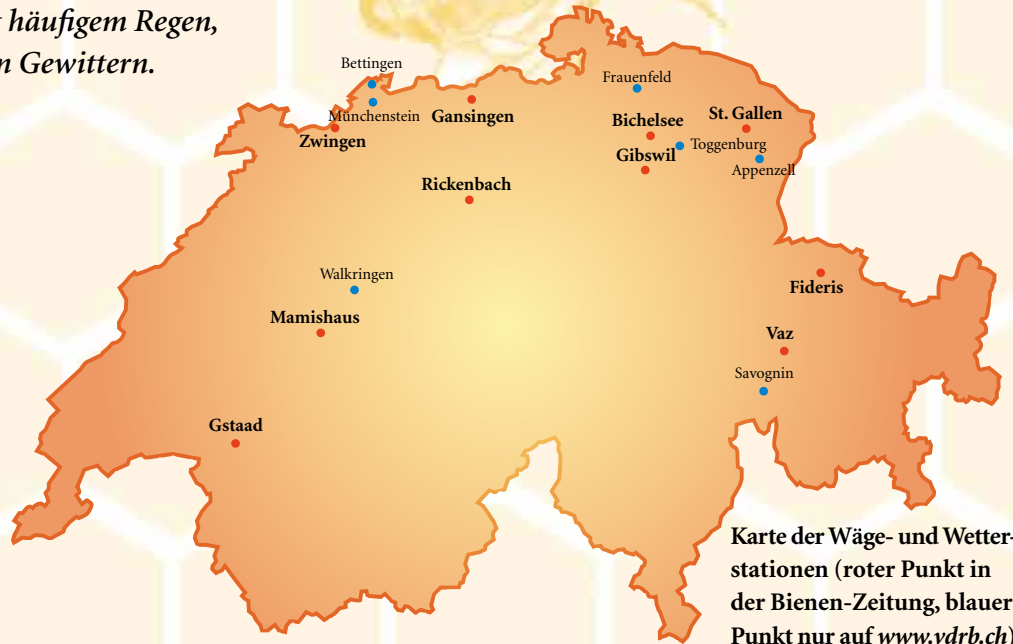 häufigem Regen,
n Gewittern.
Bettingen
Frauenfeld
Münchenstein
Gansingen
Bichelsee
St. Gallen
Zwingen
Gibswil
Toggenburg
Appenzell
Rickenbach
Walkringen
Fideris
Mamishaus
Vaz
Savognin
Gstaad
Karte der Wäge- und Wetter-
stationen (roter Punkt in
der Bienen-Zeitung, blauer
Punkt nur auf www.vdrb.ch)